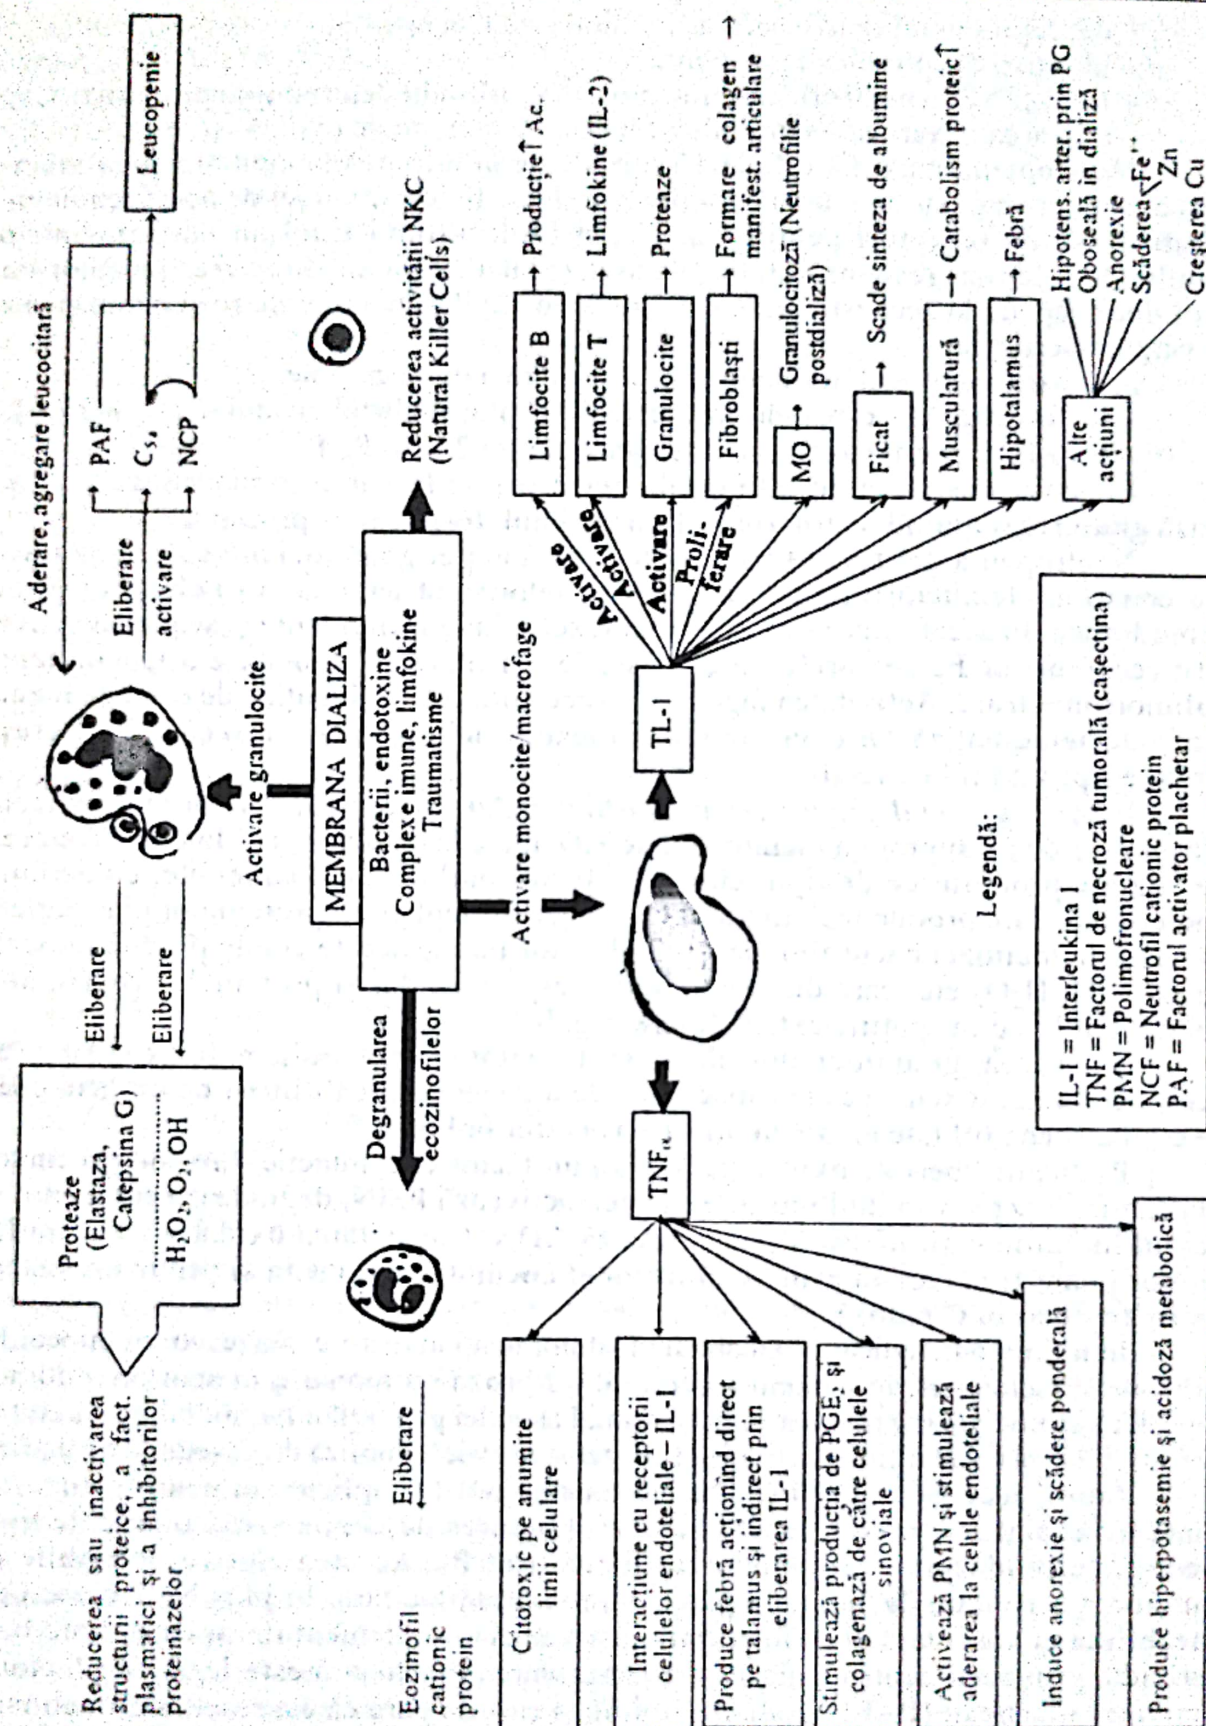 Reducerea sau inactivarea
structurii proteice, a fact.
plasmatici și a inhibitorilor
proteinazelor
Proteaze
(Elastaza,
Catepsina G)
H₂O₂, O₂, OH
Eliberare
Eliberare
Aderare, agregare leucocitară
Eliberare
activare
PAF
C₅ₐ
NCP
Leucopenie
Activare granulocite
MEMBRANA DIALIZA
Bacterii, endotoxine
Complexe imune, limfokine
Traumatisme
Degranularea
eozinofilelor
Eliberare
Eozinofil
cationic
protein
Reducerea activitănii NKC
(Natural Killer Cells)
Activare monocite/macrofage
TNFα
TL-1
Citotoxic pe anumite
linii celulare
Interacțiune cu receptorii
celulelor endoteliale – IL-1
Produce febră acționînd direct
pe talamus și indirect prin
eliberarea IL-1
Stimulează producția de PGE₂ și
colagenază de către celulele
sinoviale
Activează PMN și stimulează
aderarea la celule endoteliale
Induce anorexie și scădere ponderală
Produce hiperpotasemie și acidoză metabolică
Activare
Limfocite B
Producție↑ Ac.
Activare
Limfocite T
Limfokine (IL-2)
Activare
Granulocite
Proteaze
Proli-
ferare
Fibroblaști
Formare colagen →
manifest. articulare
MO
Granulocitoză (Neutrofilie
postdializă)
Ficat
Scade sinteza de albumine
Musculatură
Catabolism proteic↑
Hipotalamus
Febră
Alte
acțiuni
Hipotens. arter. prin PG
Oboseală în dializă
Anorexie
Scăderea Fe⁺⁺
Zn
Creșterea Cu
Legendă:
IL-1 = Interleukina 1
TNF = Factorul de necroză tumorală (cașectina)
PMN = Polimofronucleare
NCF = Neutrofil cationic protein
PAF = Factorul activator plachetar